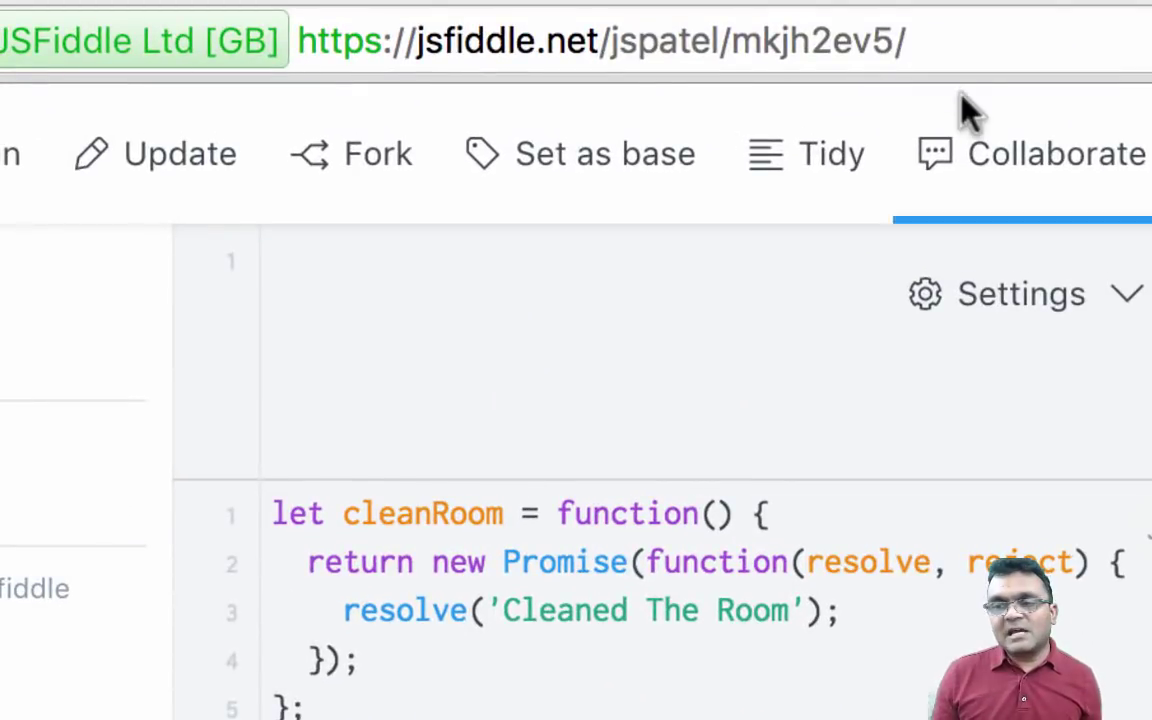 JSFiddle Ltd [GB] https://jsfiddle.net/jspatel/mkjh2ev5/
n Update Fork Set as base Tidy Collaborate
1
Settings
1 let cleanRoom = function() {
2 return new Promise(function(resolve, reject) {
3 resolve('Cleaned The Room');
4 });
fiddle
5 };